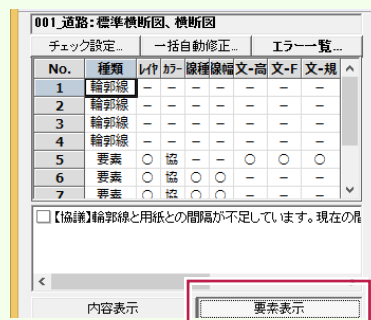 001_道路:標準横断図、横断図
チェック設定... 一括自動修正... エラー一覧...
No. 種類 ﾚｲﾔ ｶﾗｰ 線種 線幅 文-高 文-F 文-規
1 輪郭線 － － － － － － －
2 輪郭線 － － － － － － －
3 輪郭線 － － － － － － －
4 輪郭線 － － － － － － －
5 要素 ○ 協 － － ○ ○ ○
6 要素 ○ 協 ○ ○ － － －
7 要素 ○ 協 ○ ○ － － －
【協議】輪郭線と用紙との間隔が不足しています。現在の
内容表示 要素表示